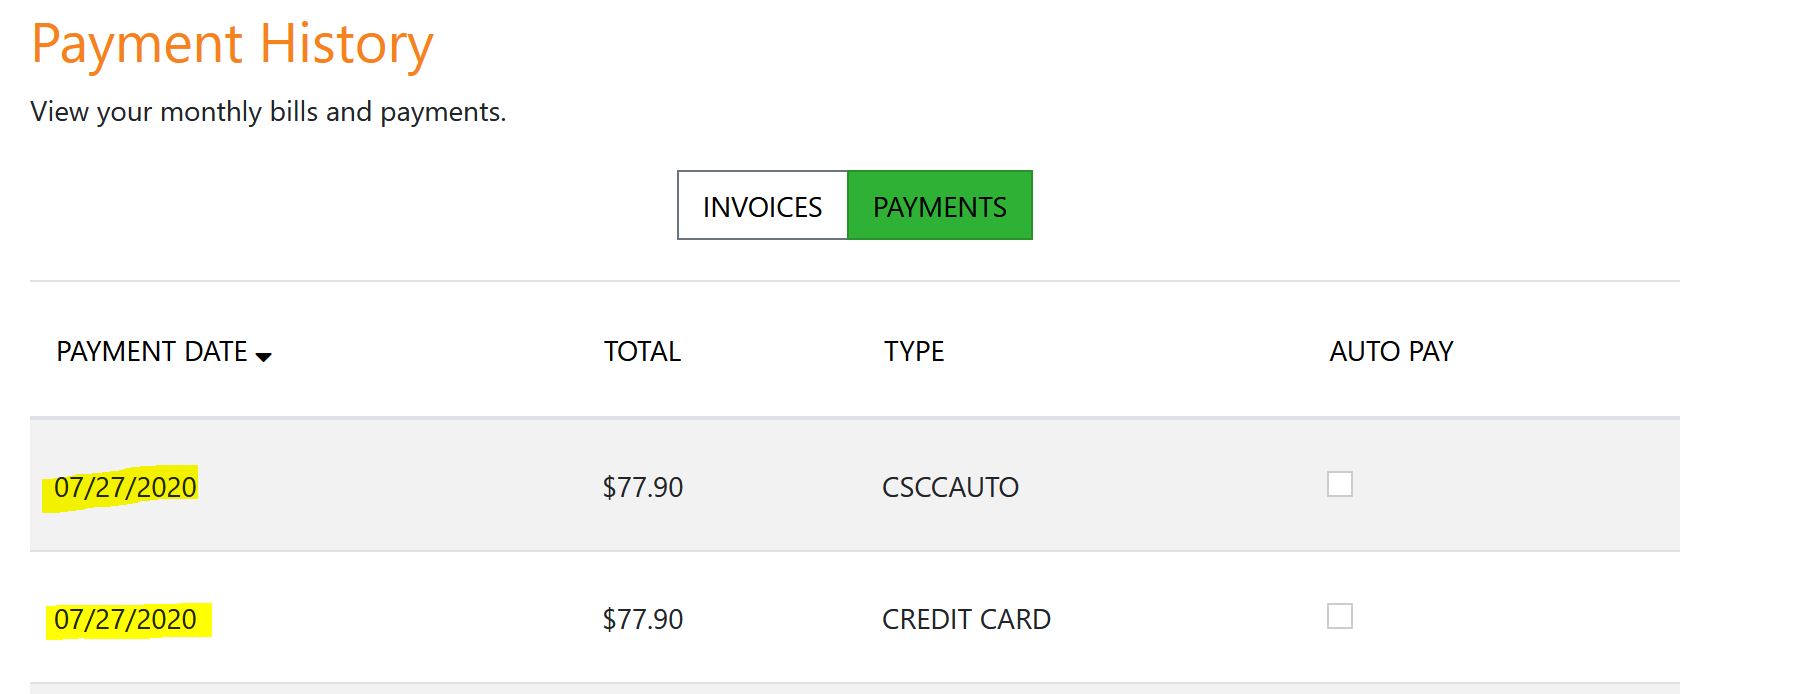 Payment History
View your monthly bills and payments.
INVOICES PAYMENTS
PAYMENT DATE TOTAL TYPE AUTO PAY
07/27/2020 $77.90 CSCCAUTO
07/27/2020 $77.90 CREDIT CARD